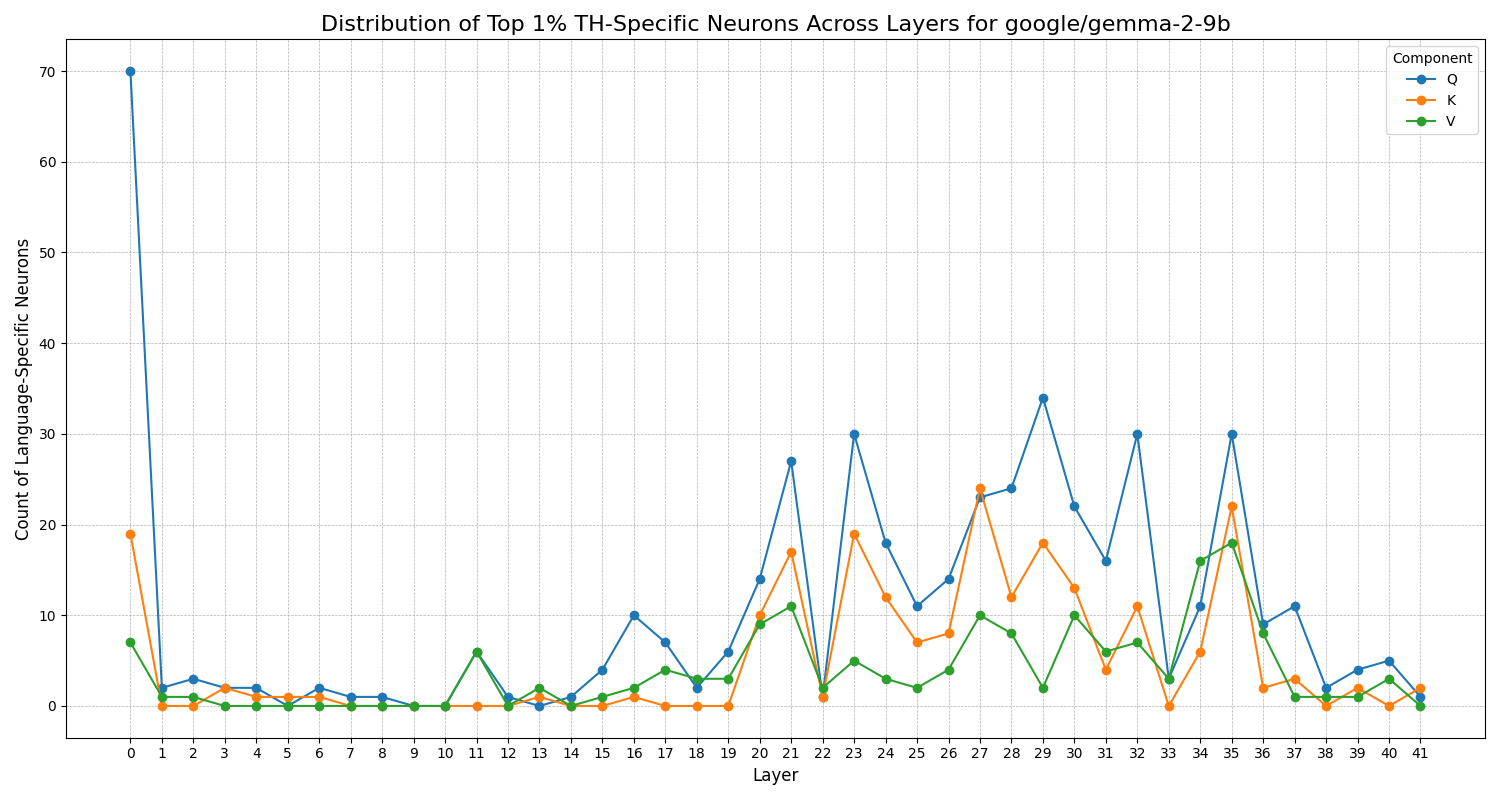 Distribution of Top 1% TH-Specific Neurons Across Layers for google/gemma-2-9b
Component
Q
K
V
Count of Language-Specific Neurons
70
60
50
40
30
20
10
0
0 1 2 3 4 5 6 7 8 9 10 11 12 13 14 15 16 17 18 19 20 21 22 23 24 25 26 27 28 29 30 31 32 33 34 35 36 37 38 39 40 41
Layer